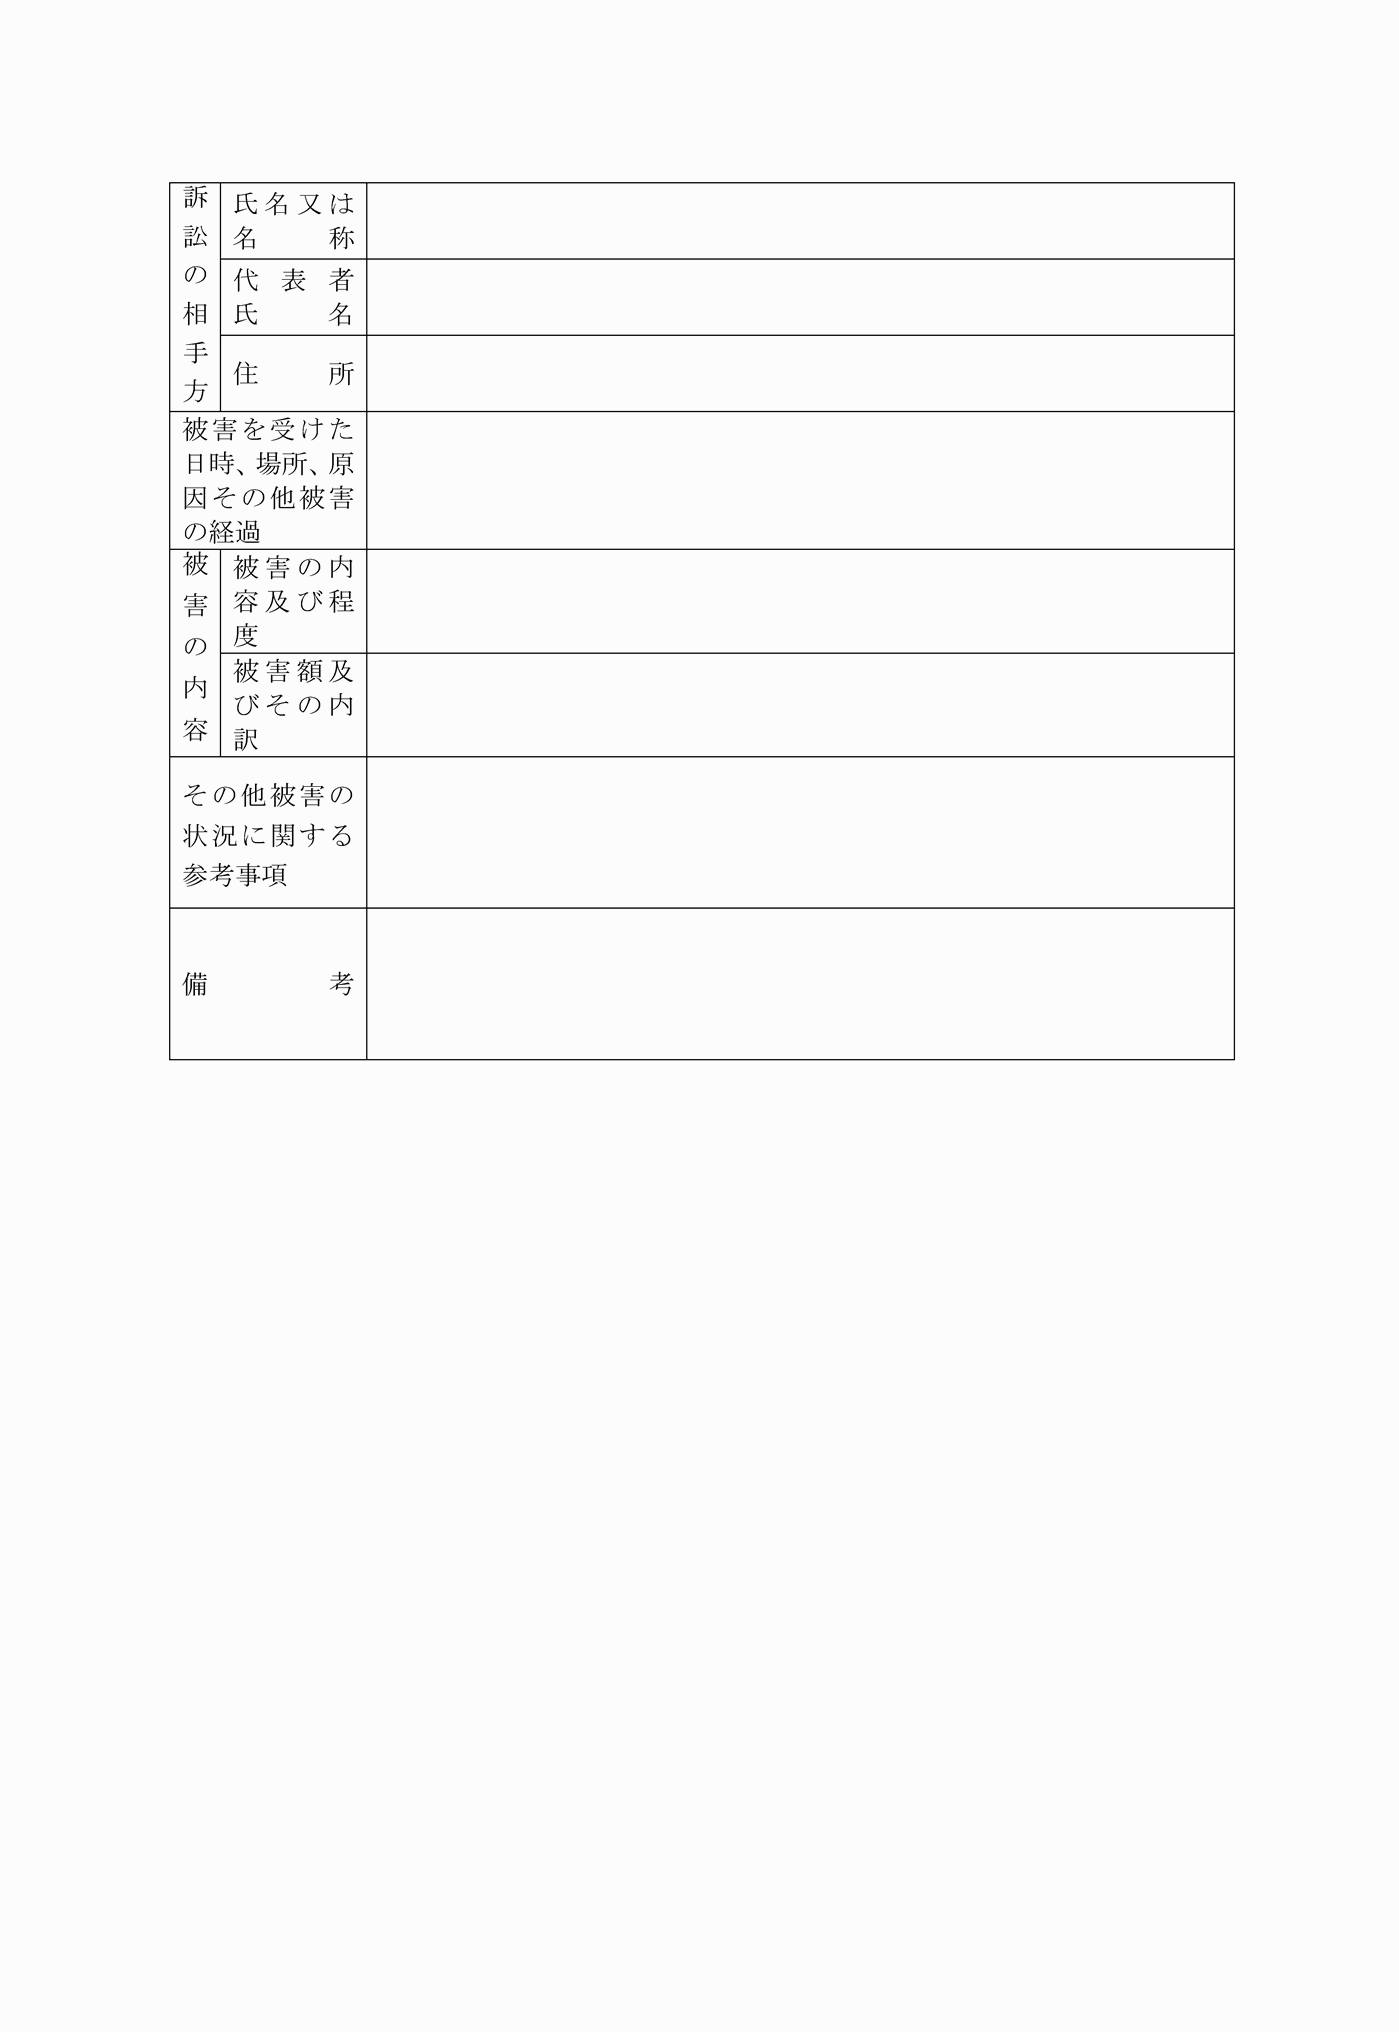 訴訟の相手方
氏名又は
名称
代表者
氏名
住所
被害を受けた
日時、場所、原
因その他被害
の経過
被害の内容
被害の内
容及び程
度
被害額及
びその内
訳
その他被害の
状況に関する
参考事項
備考